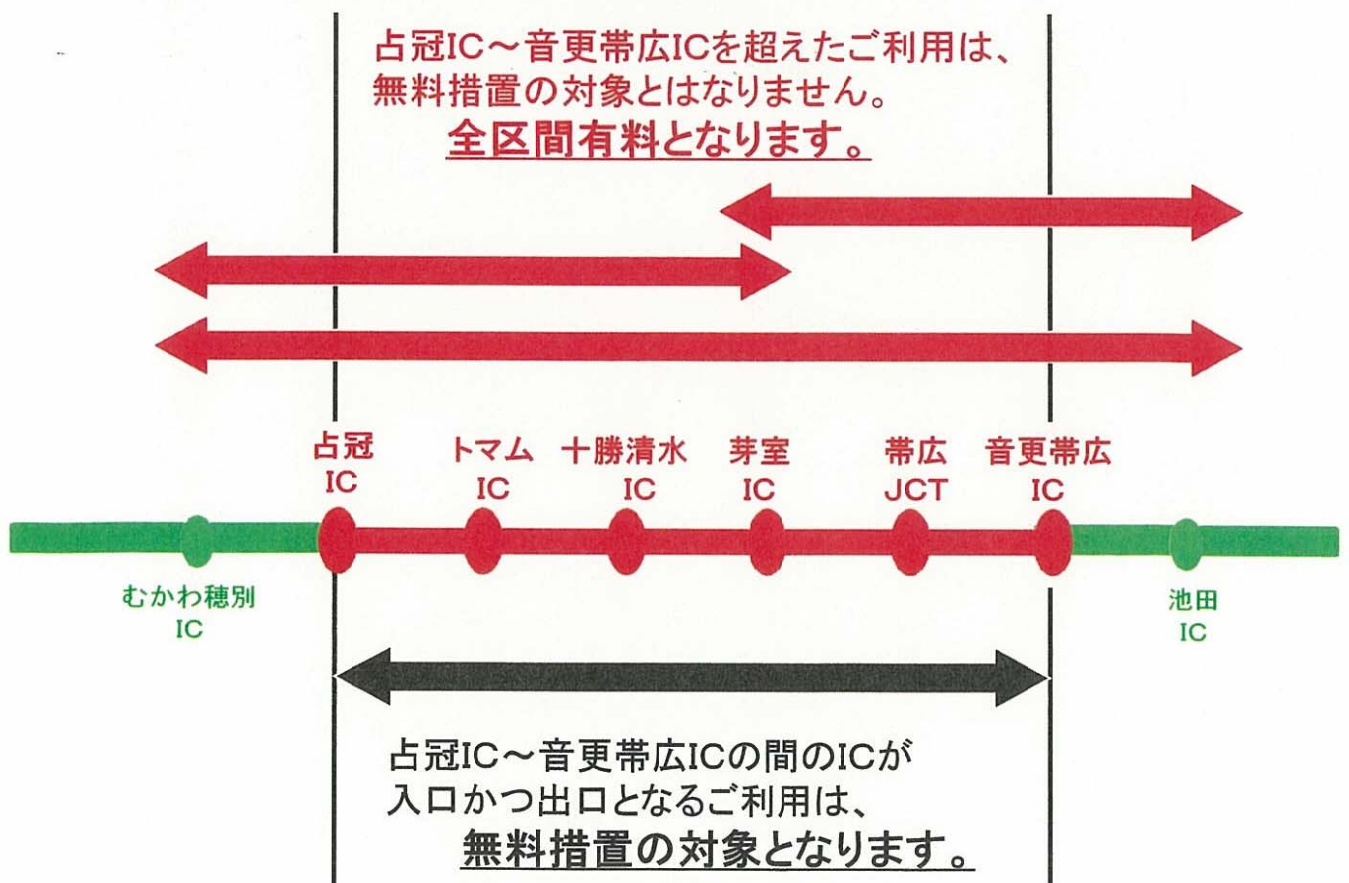 占冠IC～音更帯広ICを超えたご利用は、
無料措置の対象とはなりません。
全区間有料となります。
占冠
IC
トマム
IC
十勝清水
IC
芽室
IC
帯広
JCT
音更帯広
IC
むかわ穂別
IC
池田
IC
占冠IC～音更帯広ICの間のICが
入口かつ出口となるご利用は、
無料措置の対象となります。